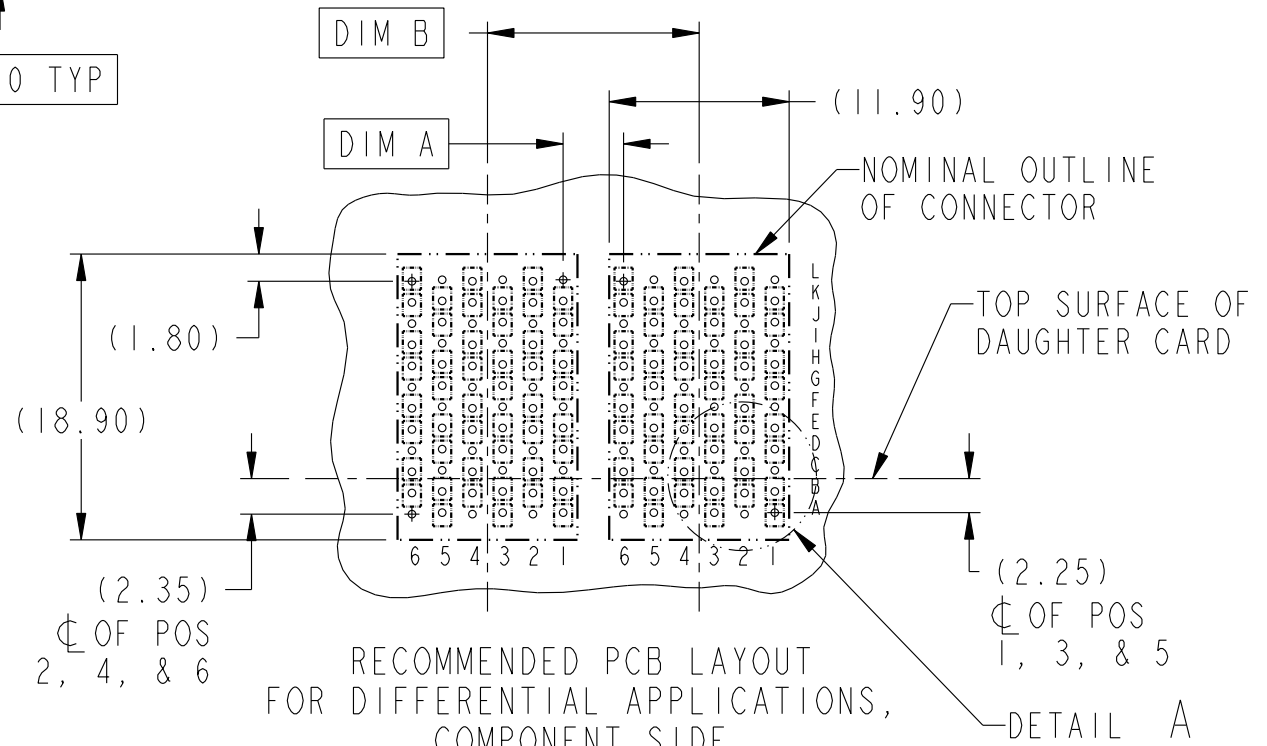 DIM B
0 TYP
(11.90)
DIM A
NOMINAL OUTLINE
OF CONNECTOR
L
K
J
I
H
G
F
E
D
C
B
A
TOP SURFACE OF
DAUGHTER CARD
(1.80)
(18.90)
6 5 4 3 2 1
6 5 4 3 2 1
(2.35)
℄ OF POS
2, 4, & 6
(2.25)
℄ OF POS
1, 3, & 5
RECOMMENDED PCB LAYOUT
FOR DIFFERENTIAL APPLICATIONS,
COMPONENT SIDE
DETAIL A